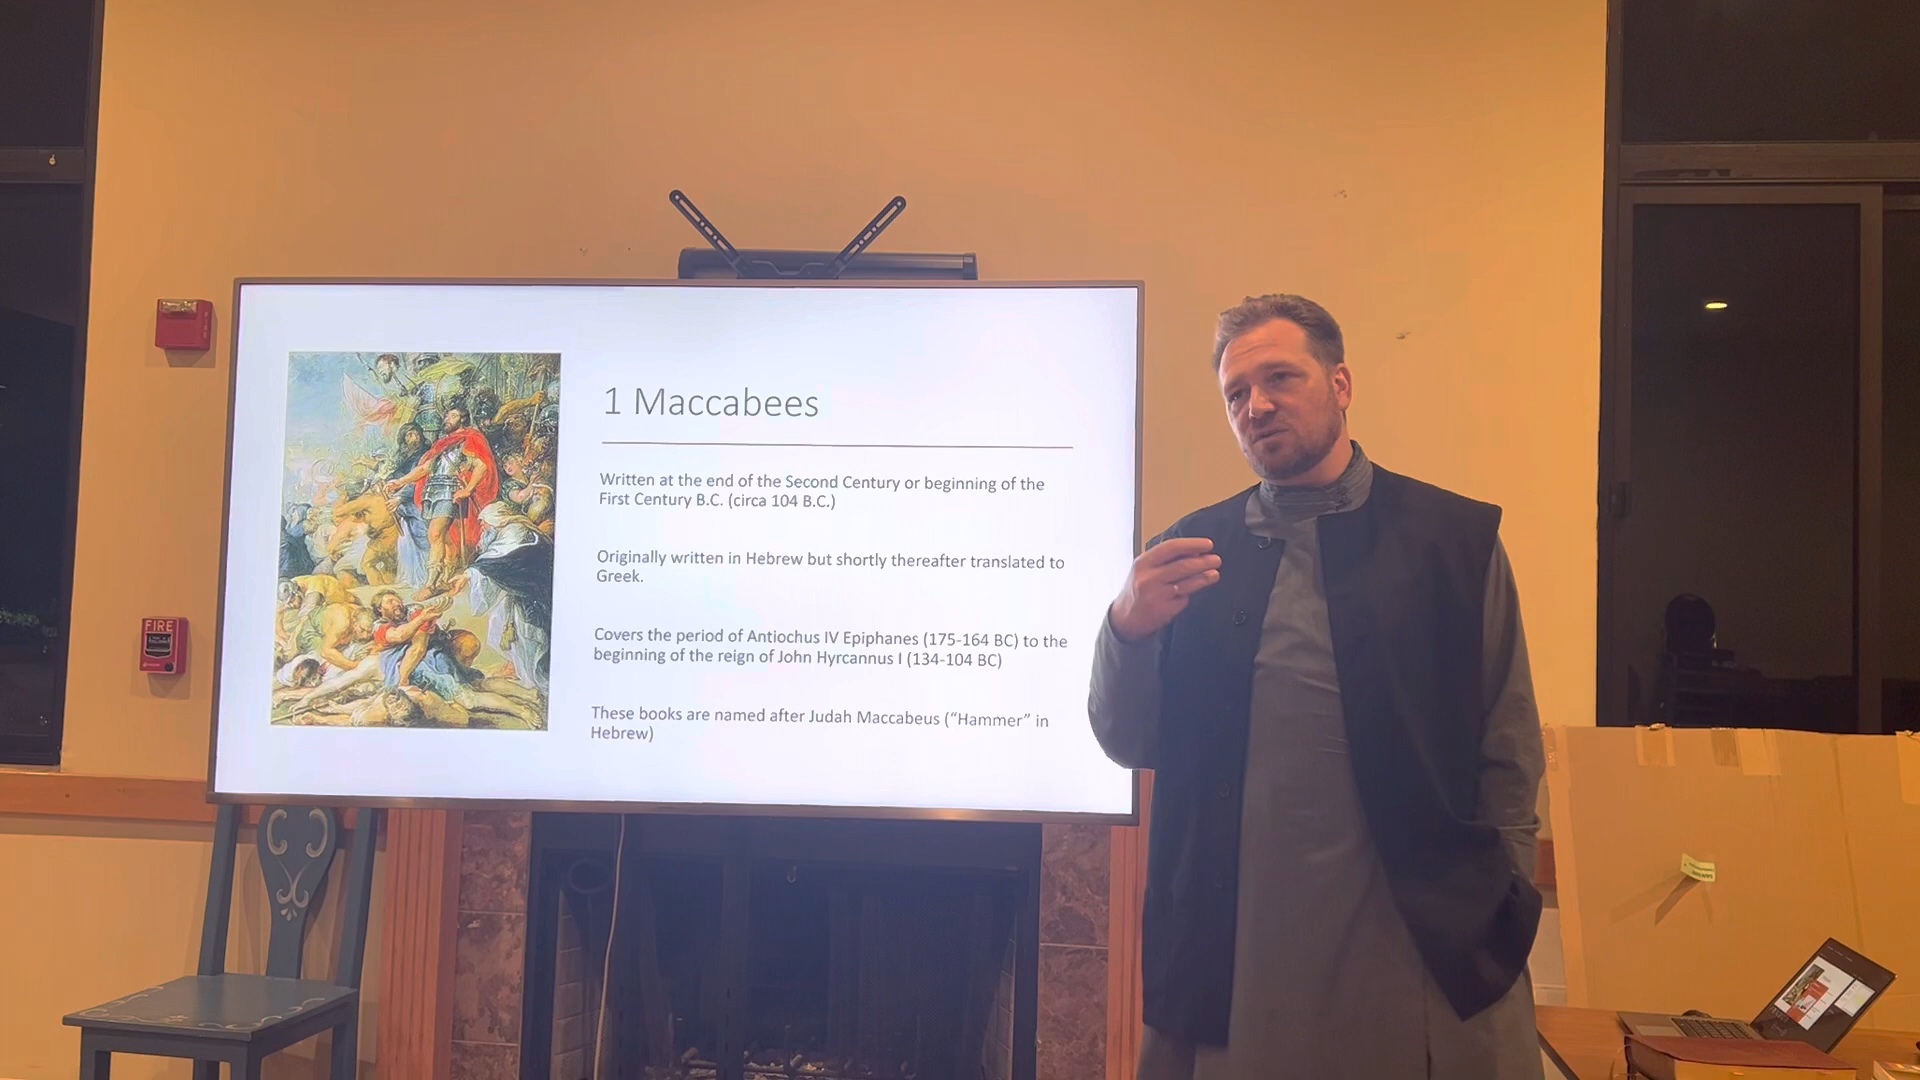 1 Maccabees
Written at the end of the Second Century or beginning of the
First Century B.C. (circa 104 B.C.)
Originally written in Hebrew but shortly thereafter translated to
Greek.
Covers the period of Antiochus IV Epiphanes (175-164 BC) to the
beginning of the reign of John Hyrcannus I (134-104 BC)
These books are named after Judah Maccabeus (“Hammer” in
Hebrew)
FIRE
FIRE